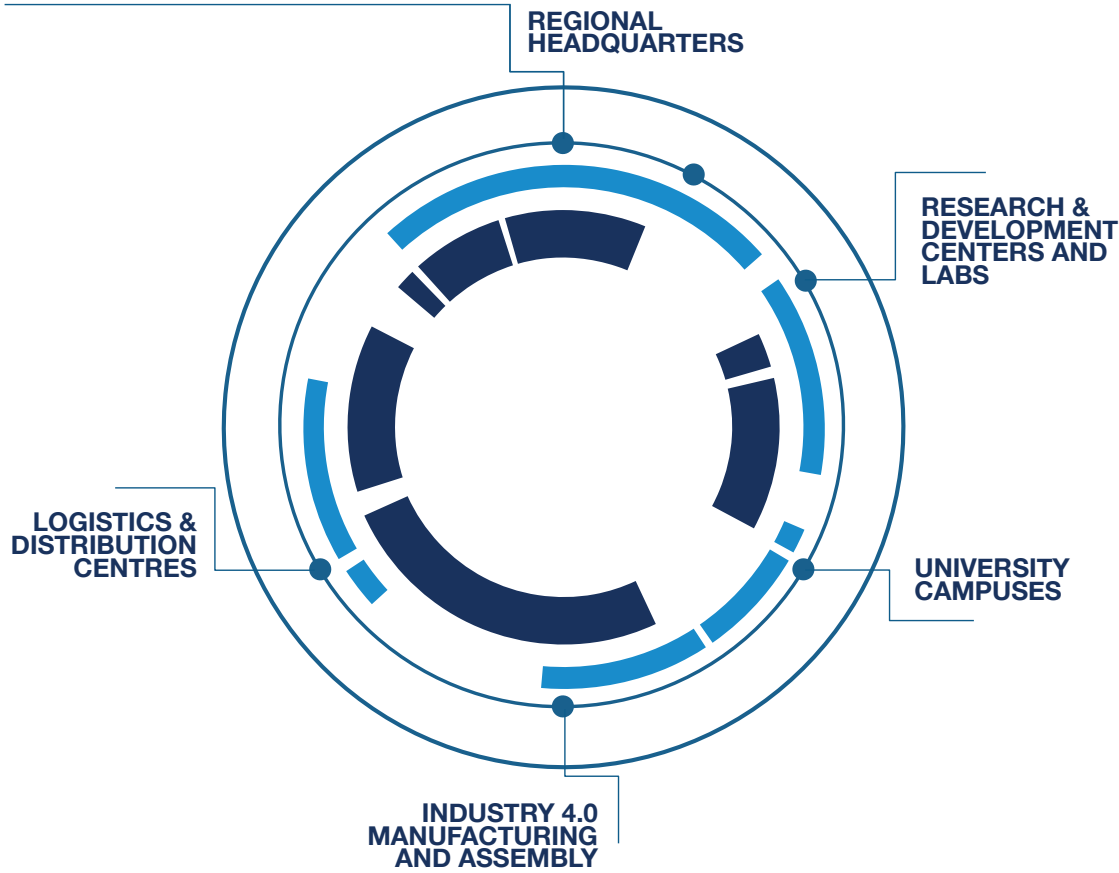 REGIONAL
HEADQUARTERS
RESEARCH &
DEVELOPMENT
CENTERS AND
LABS
LOGISTICS &
DISTRIBUTION
CENTRES
UNIVERSITY
CAMPUSES
INDUSTRY 4.0
MANUFACTURING
AND ASSEMBLY